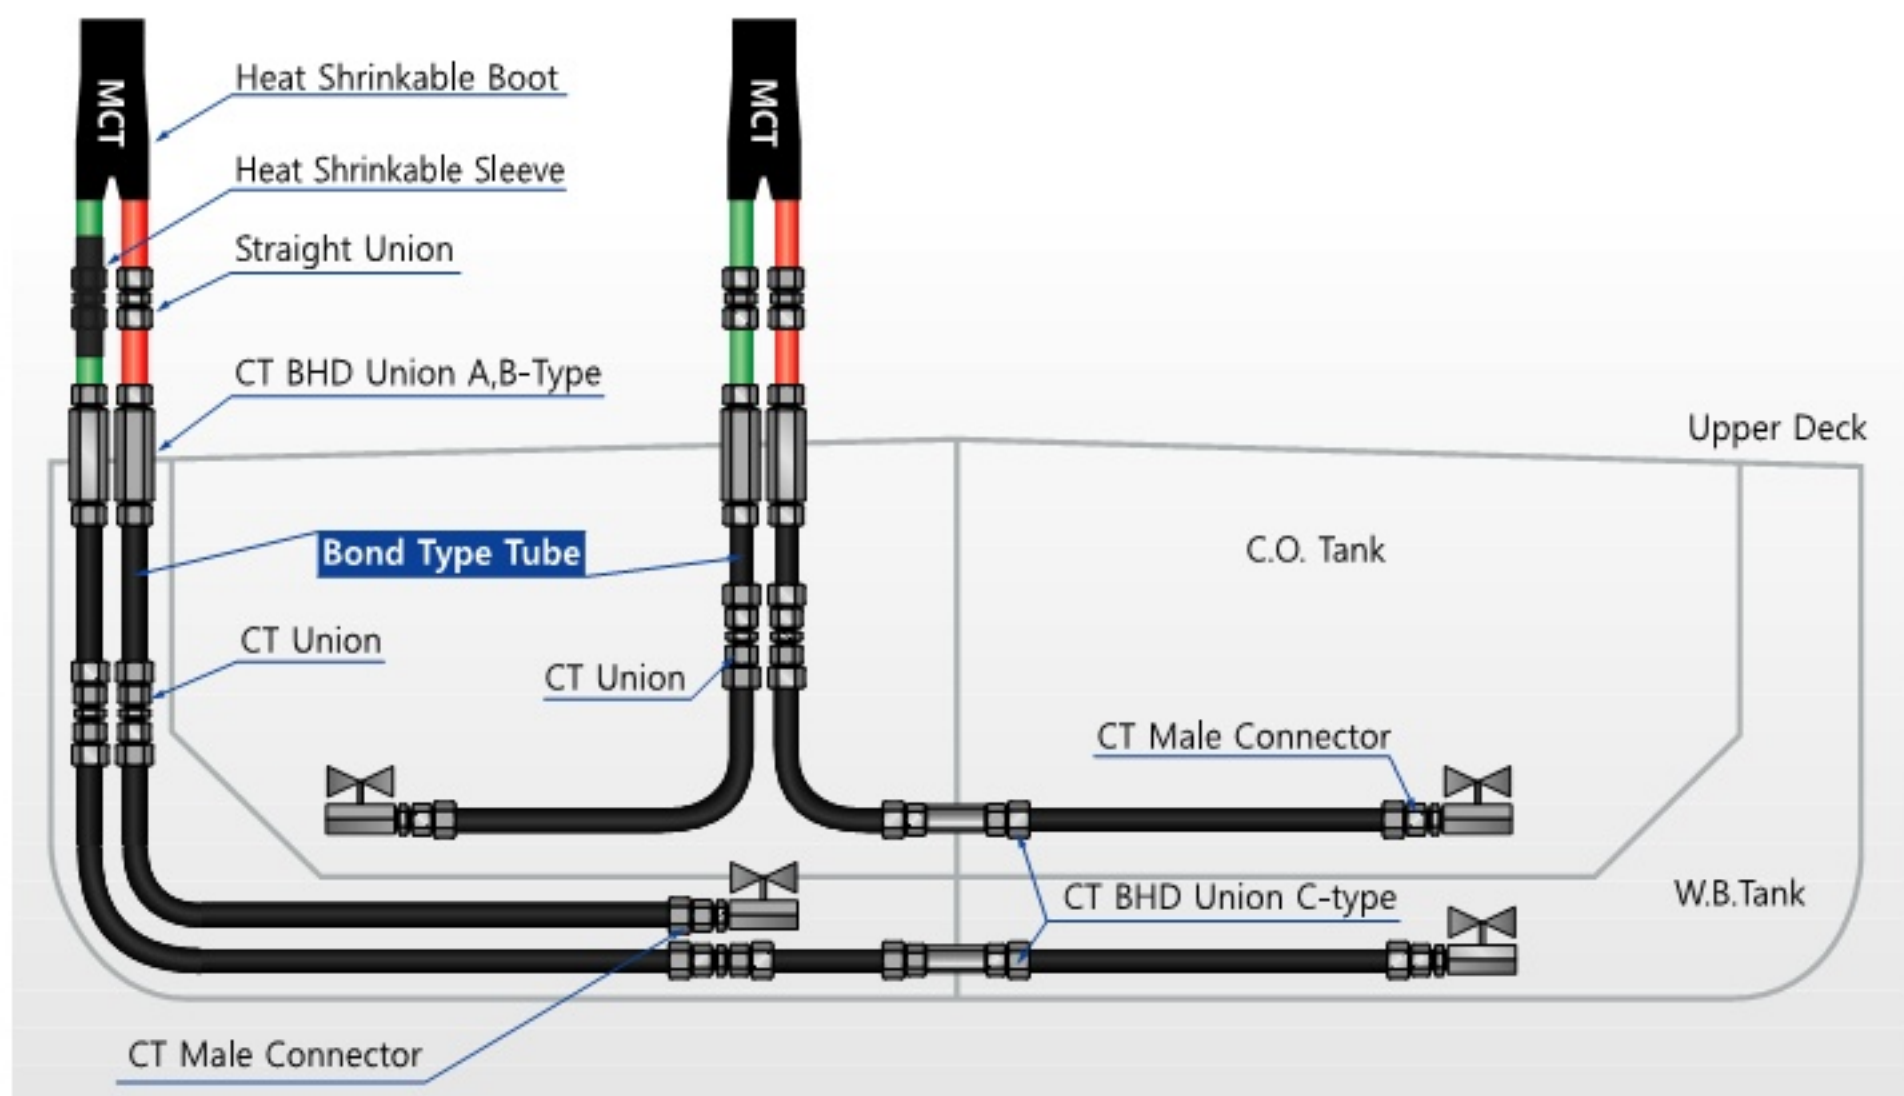 MCT
MCT
Heat Shrinkable Boot
Heat Shrinkable Sleeve
Straight Union
CT BHD Union A,B-Type
Upper Deck
Bond Type Tube
C.O. Tank
CT Union
CT Union
CT Male Connector
CT BHD Union C-type
W.B.Tank
CT Male Connector